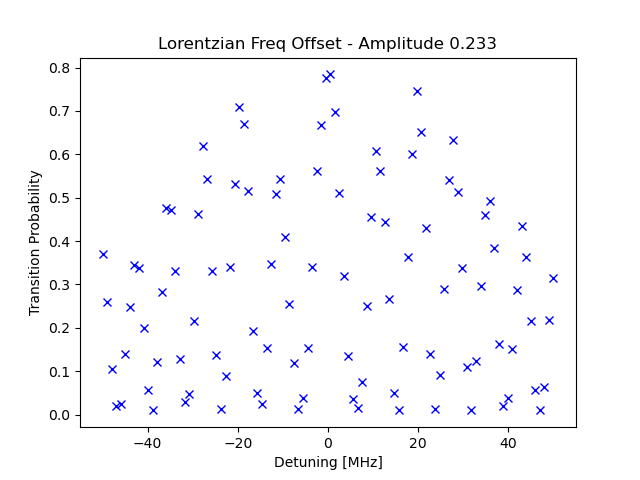 Lorentzian Freq Offset - Amplitude 0.233
Transition Probability
0.8
0.7
0.6
0.5
0.4
0.3
0.2
0.1
0.0
−40 −20 0 20 40
Detuning [MHz]